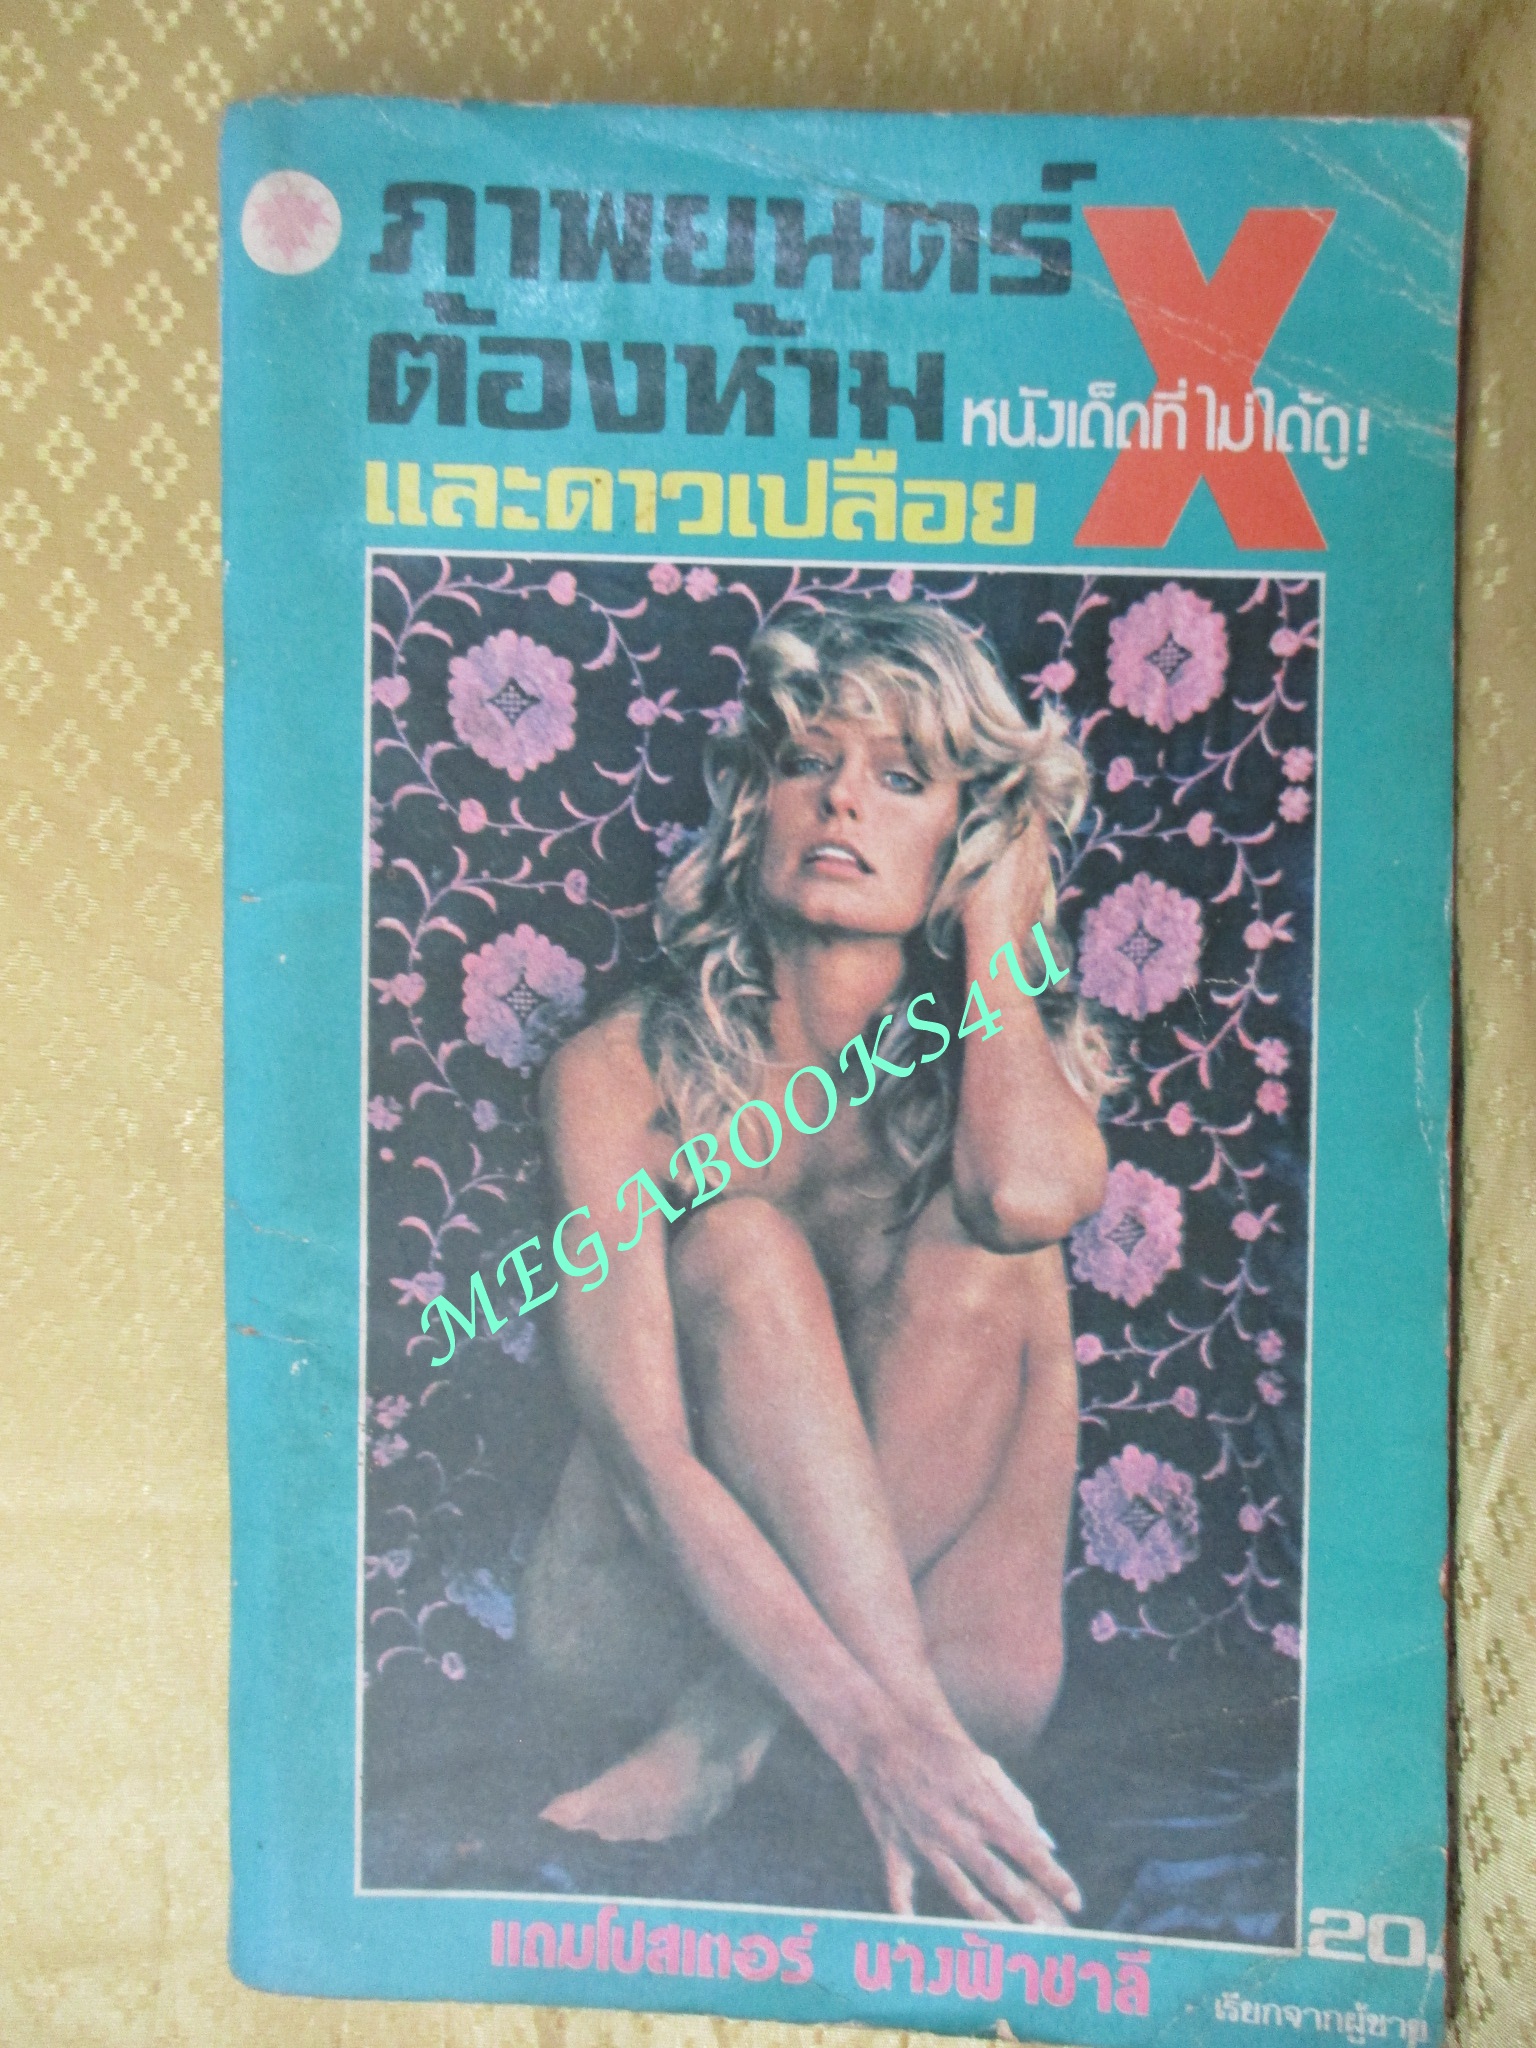 ภาพยนตร์
X
ต้องห้าม
หนังเด็ดที่ไม่ได้ดู!
และดาวเปลือย
MEGABOOKS4U
แถมโปสเตอร์ นางฟ้าชาลี
20.
เรียกจากผู้ขาย